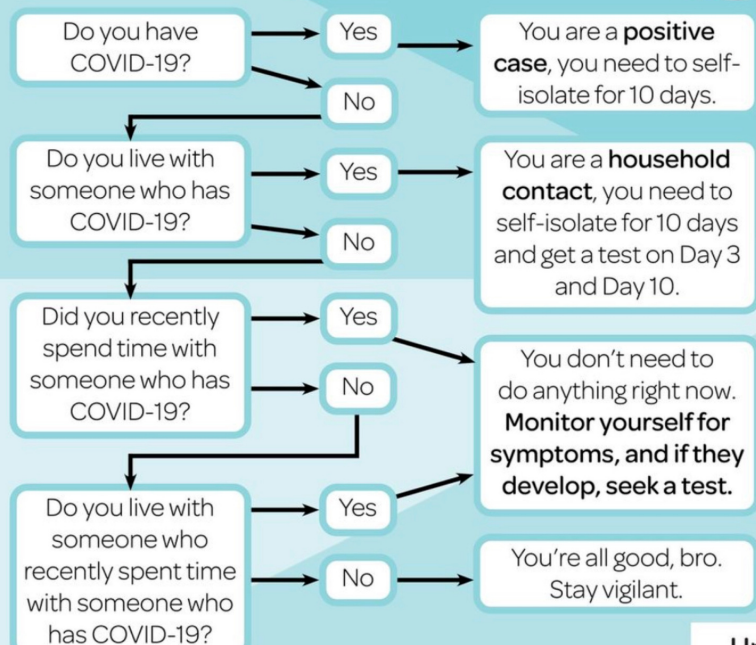 Do you have
COVID-19?
Yes
You are a positive
case, you need to self-
isolate for 10 days.
No
Do you live with
someone who has
COVID-19?
Yes
You are a household
contact, you need to
self-isolate for 10 days
and get a test on Day 3
and Day 10.
No
Did you recently
spend time with
someone who has
COVID-19?
Yes
No
You don't need to
do anything right now.
Monitor yourself for
symptoms, and if they
develop, seek a test.
Do you live with
someone who
recently spent time
with someone who
has COVID-19?
Yes
No
You're all good, bro.
Stay vigilant.